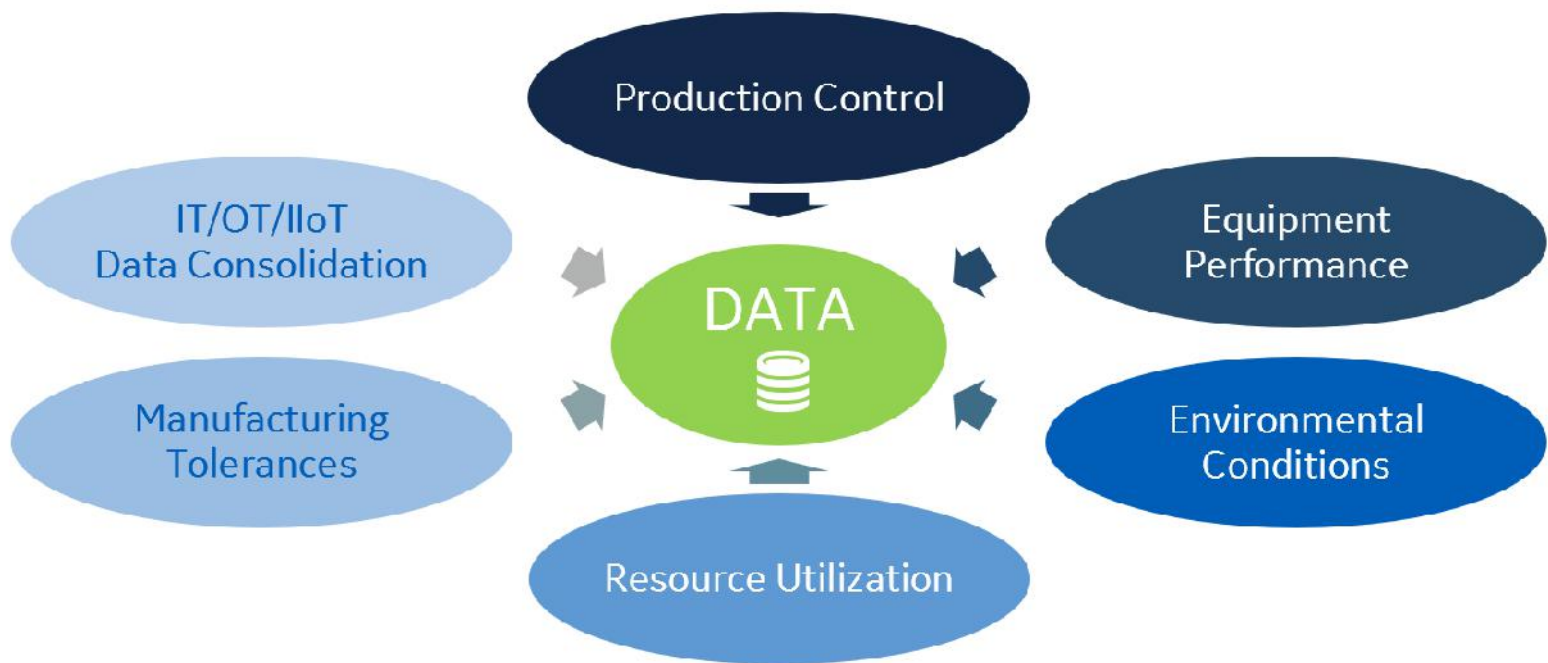 Production Control
IT/OT/IIoT
Data Consolidation
Equipment
Performance
DATA
Manufacturing
Tolerances
Environmental
Conditions
Resource Utilization